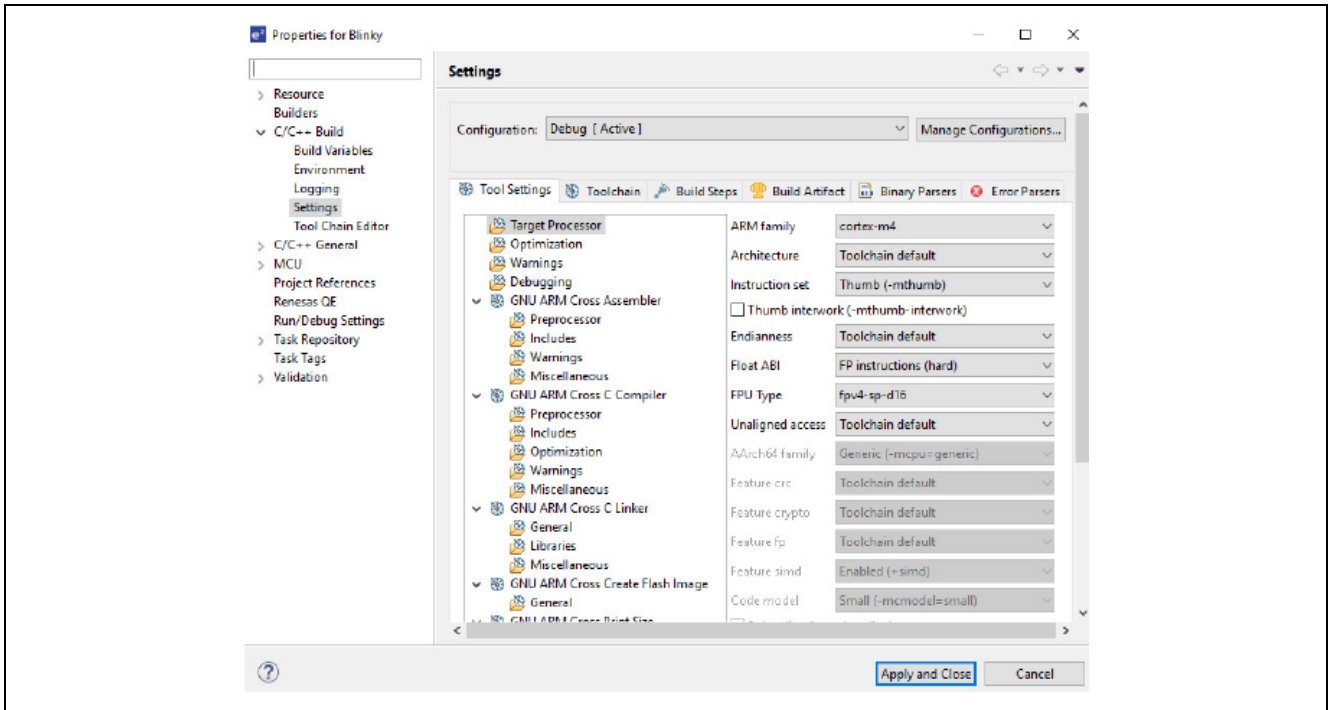 e² Properties for Blinky
Settings
Resource
Builders
C/C++ Build
Build Variables
Environment
Logging
Settings
Tool Chain Editor
C/C++ General
MCU
Project References
Renesas QE
Run/Debug Settings
Task Repository
Task Tags
Validation
Configuration: Debug [ Active ] Manage Configurations...
Tool Settings Toolchain Build Steps Build Artifact Binary Parsers Error Parsers
Target Processor
Optimization
Warnings
Debugging
GNU ARM Cross Assembler
Preprocessor
Includes
Warnings
Miscellaneous
GNU ARM Cross C Compiler
Preprocessor
Includes
Optimization
Warnings
Miscellaneous
GNU ARM Cross C Linker
General
Libraries
Miscellaneous
GNU ARM Cross Create Flash Image
General
GNU ARM Cross Print Size
ARM family cortex-m4
Architecture Toolchain default
Instruction set Thumb (-mthumb)
Thumb interwork (-mthumb-interwork)
Endianness Toolchain default
Float ABI FP instructions (hard)
FPU Type fpv4-sp-d16
Unaligned access Toolchain default
AArch64 family Generic (-mcpu=generic)
Feature crc Toolchain default
Feature crypto Toolchain default
Feature fp Toolchain default
Feature simd Enabled (+simd)
Code model Small (-mcmodel=small)
? Apply and Close Cancel